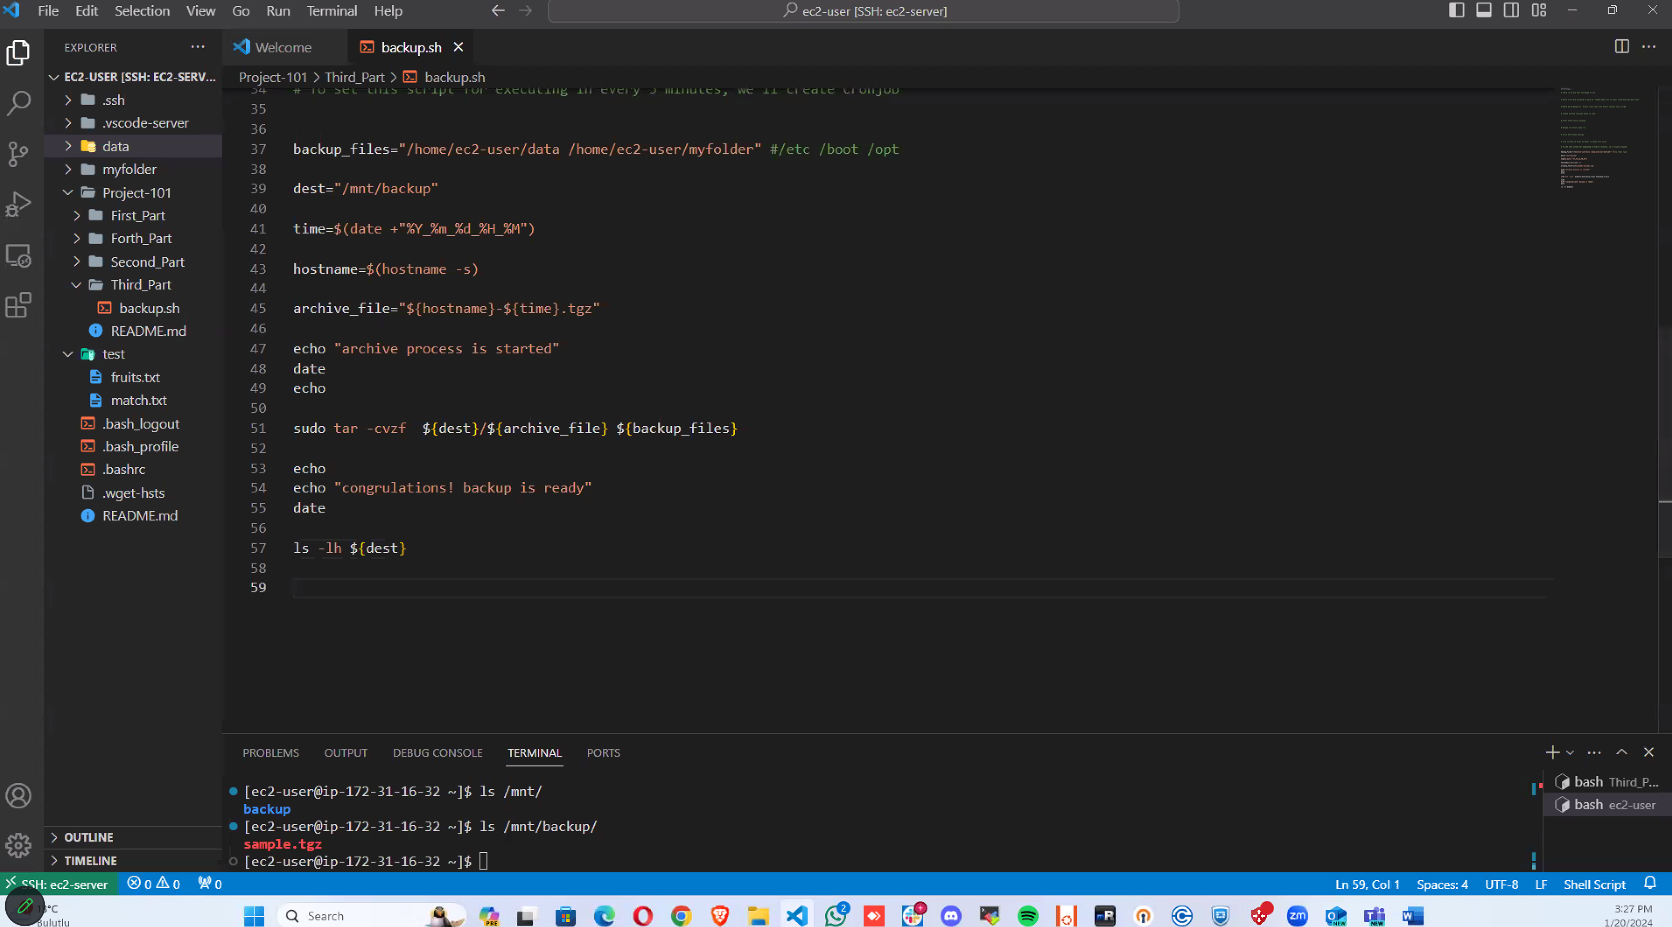 File Edit Selection View Go Run Terminal Help
ec2-user [SSH: ec2-server]
EXPLORER
Welcome
backup.sh
EC2-USER [SSH: EC2-SERV...
Project-101 > Third_Part > backup.sh
.ssh
.vscode-server
data
myfolder
Project-101
First_Part
Forth_Part
Second_Part
Third_Part
backup.sh
README.md
test
fruits.txt
match.txt
.bash_logout
.bash_profile
.bashrc
.wget-hsts
README.md
OUTLINE
TIMELINE
34 # To set this script for executing in every 5 minutes, we'll create cronjob
35
36
37 backup_files="/home/ec2-user/data /home/ec2-user/myfolder" #/etc /boot /opt
38
39 dest="/mnt/backup"
40
41 time=$(date +"%Y_%m_%d_%H_%M")
42
43 hostname=$(hostname -s)
44
45 archive_file="${hostname}-${time}.tgz"
46
47 echo "archive process is started"
48 date
49 echo
50
51 sudo tar -cvzf  ${dest}/${archive_file} ${backup_files}
52
53 echo
54 echo "congrulations! backup is ready"
55 date
56
57 ls -lh ${dest}
58
59
PROBLEMS OUTPUT DEBUG CONSOLE TERMINAL PORTS
[ec2-user@ip-172-31-16-32 ~]$ ls /mnt/
backup
[ec2-user@ip-172-31-16-32 ~]$ ls /mnt/backup/
sample.tgz
[ec2-user@ip-172-31-16-32 ~]$
bash Third_P...
bash ec2-user
SSH: ec2-server 0 0 0
Ln 59, Col 1 Spaces: 4 UTF-8 LF Shell Script
Bulutlu
Search
PRE
2
zm
NEW
NEW
3:27 PM
1/20/2024